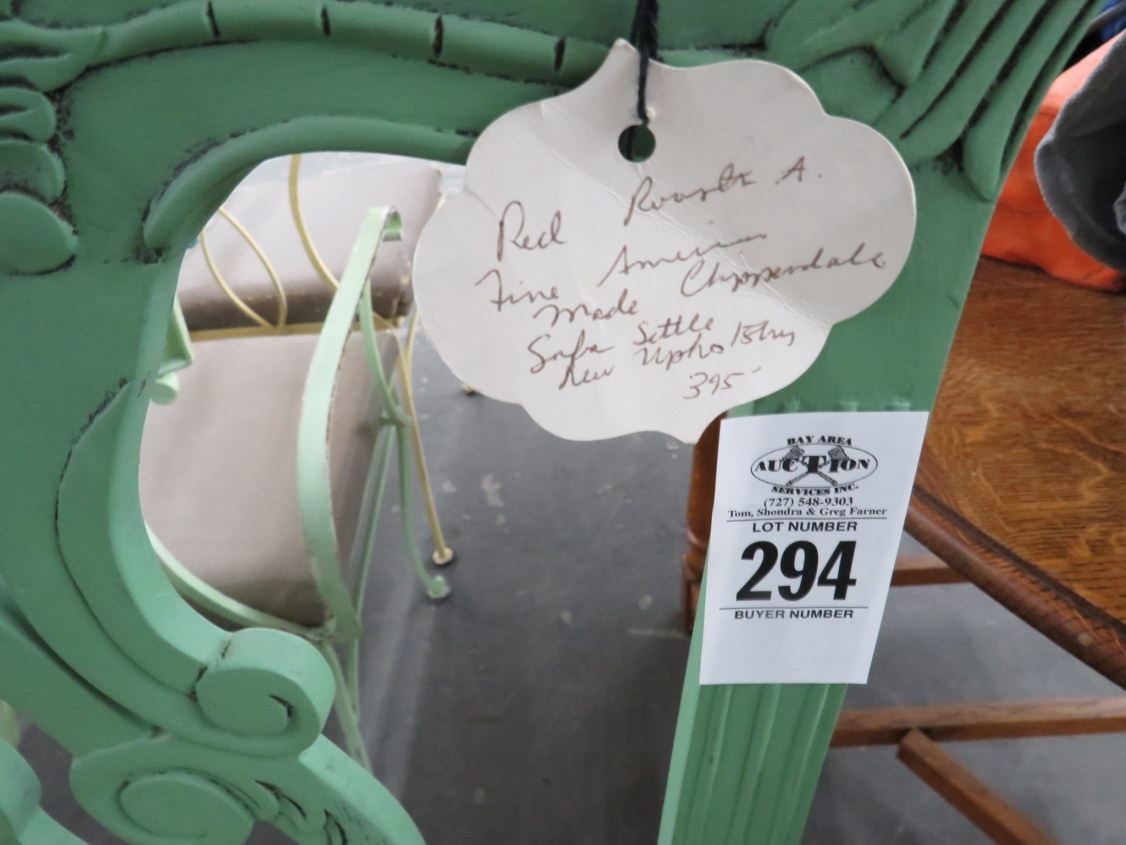 Red Rooster A.
Fine American
Made Chippendale
Sofa Settle
New Upholstry
395-
BAY AREA
AUCTION
SERVICES INC.
(727) 548-9303
Tom, Shondra & Greg Farner
LOT NUMBER
294
BUYER NUMBER